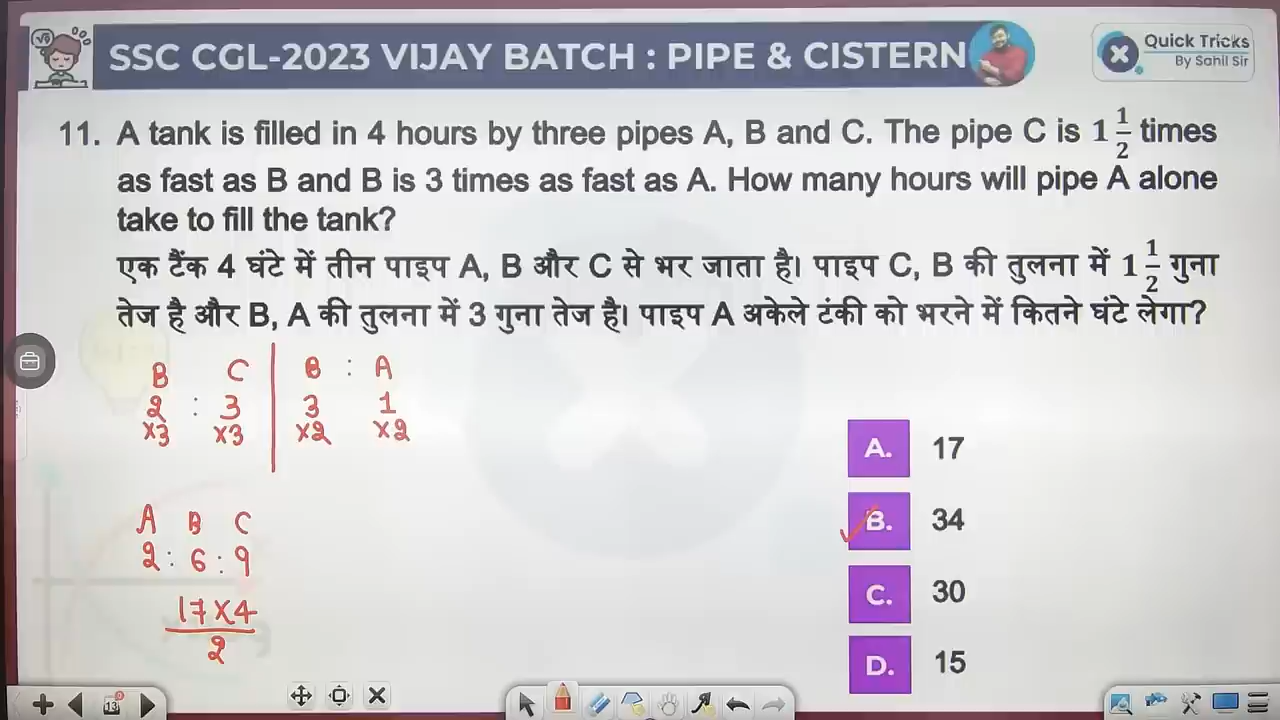 SSC CGL-2023 VIJAY BATCH : PIPE & CISTERN
Quick Tricks
By Sahil Sir
11. A tank is filled in 4 hours by three pipes A, B and C. The pipe C is 1 1/2 times
as fast as B and B is 3 times as fast as A. How many hours will pipe A alone
take to fill the tank?
एक टैंक 4 घंटे में तीन पाइप A, B और C से भर जाता है। पाइप C, B की तुलना में 1 1/2 गुना
तेज है और B, A की तुलना में 3 गुना तेज है। पाइप A अकेले टंकी को भरने में कितने घंटे लेगा?
B C | B : A
2 : 3 | 3 1
×3 ×3 | ×2 ×2
A B C
2 : 6 : 9
17×4
2
A. 17
B. 34
C. 30
D. 15
13